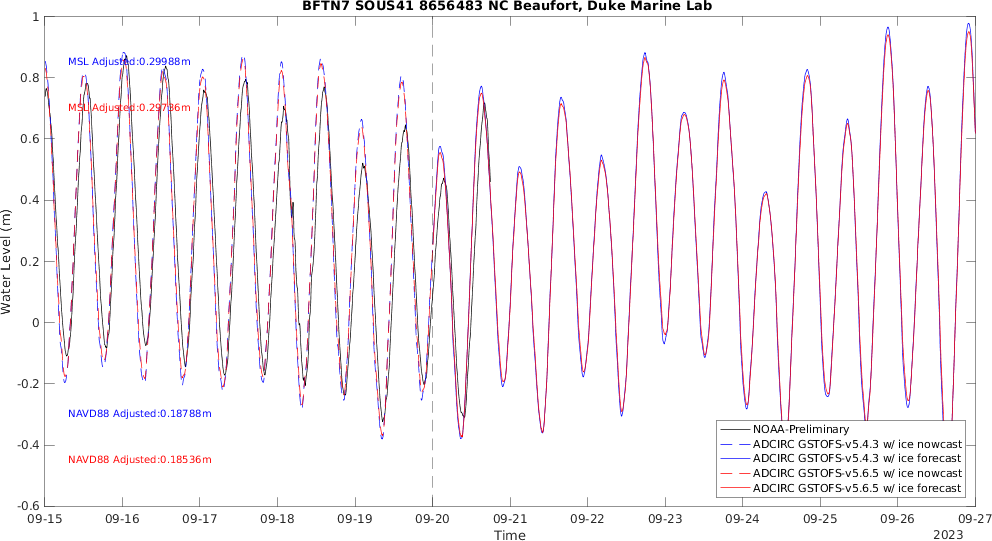 BFTN7 SOUS41 8656483 NC Beaufort, Duke Marine Lab
1
0.8
0.6
0.4
0.2
0
-0.2
-0.4
-0.6
Water Level (m)
MSL Adjusted:0.29988m
MSL Adjusted:0.29736m
NAVD88 Adjusted:0.18788m
NAVD88 Adjusted:0.18536m
NOAA-Preliminary
ADCIRC GSTOFS-v5.4.3 w/ ice nowcast
ADCIRC GSTOFS-v5.4.3 w/ ice forecast
ADCIRC GSTOFS-v5.6.5 w/ ice nowcast
ADCIRC GSTOFS-v5.6.5 w/ ice forecast
09-15 09-16 09-17 09-18 09-19 09-20 09-21 09-22 09-23 09-24 09-25 09-26 09-27
Time
2023